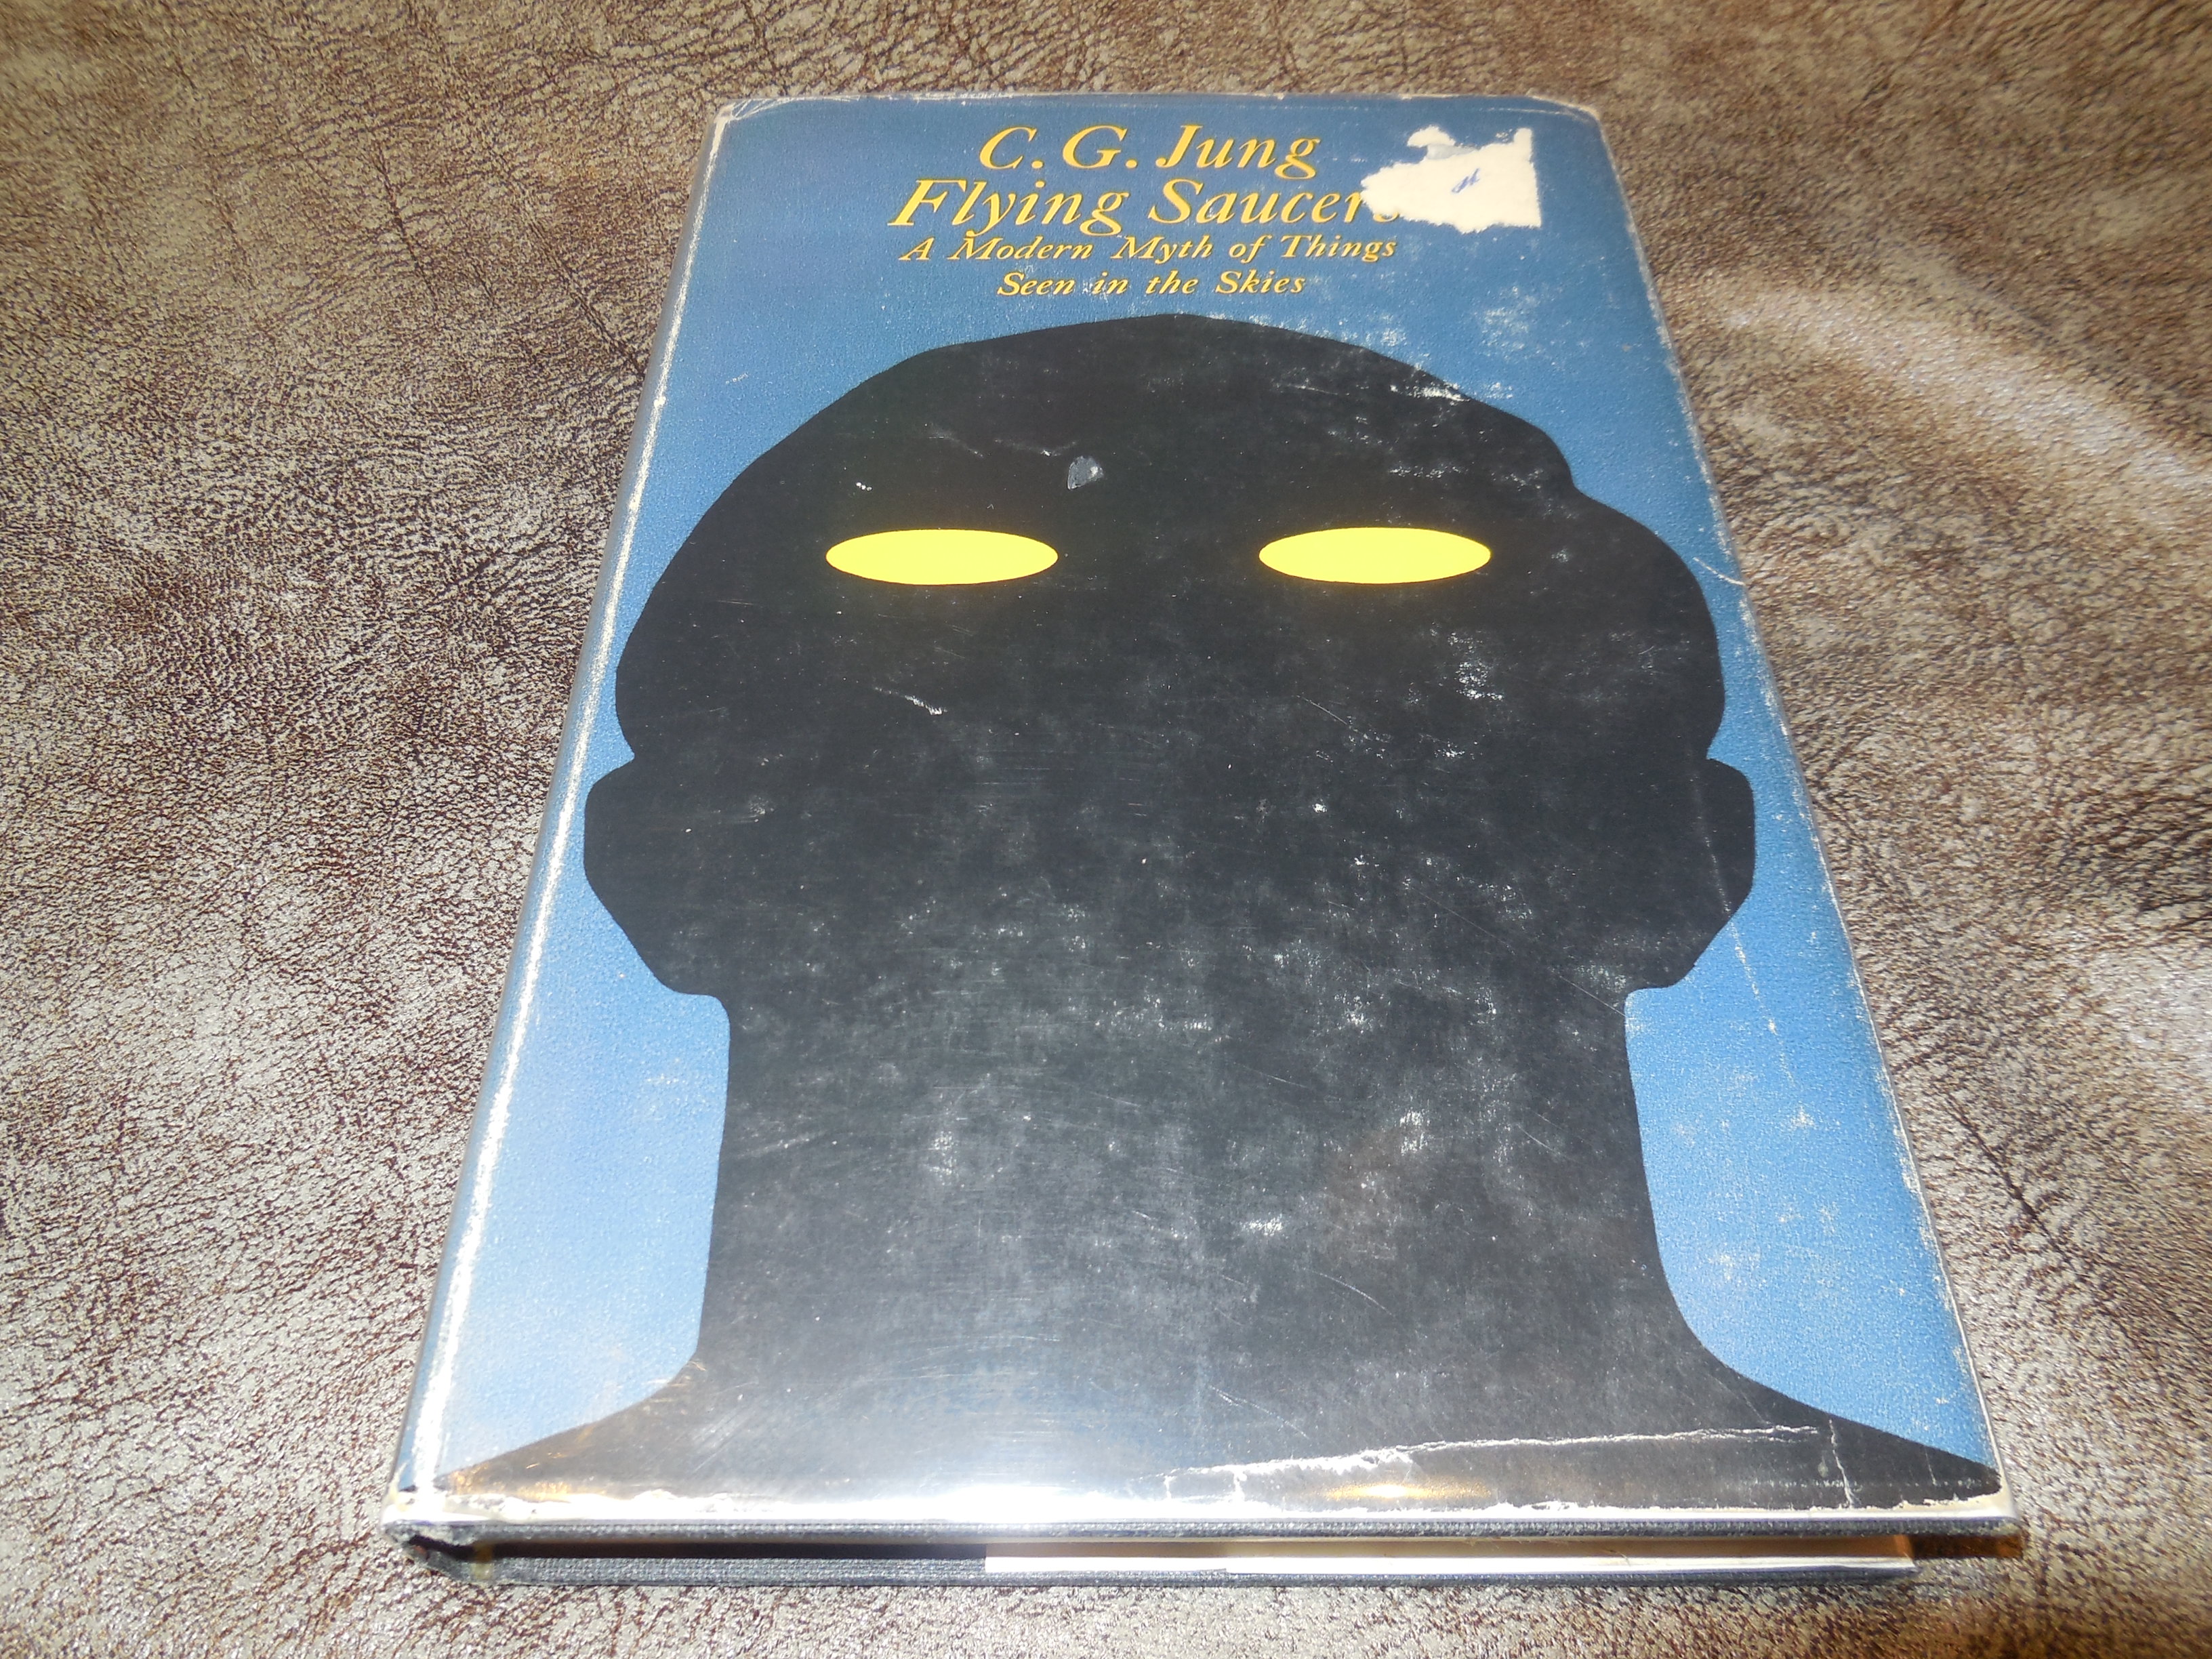 C. G. Jung
Flying Saucers
A Modern Myth of Things
Seen in the Skies